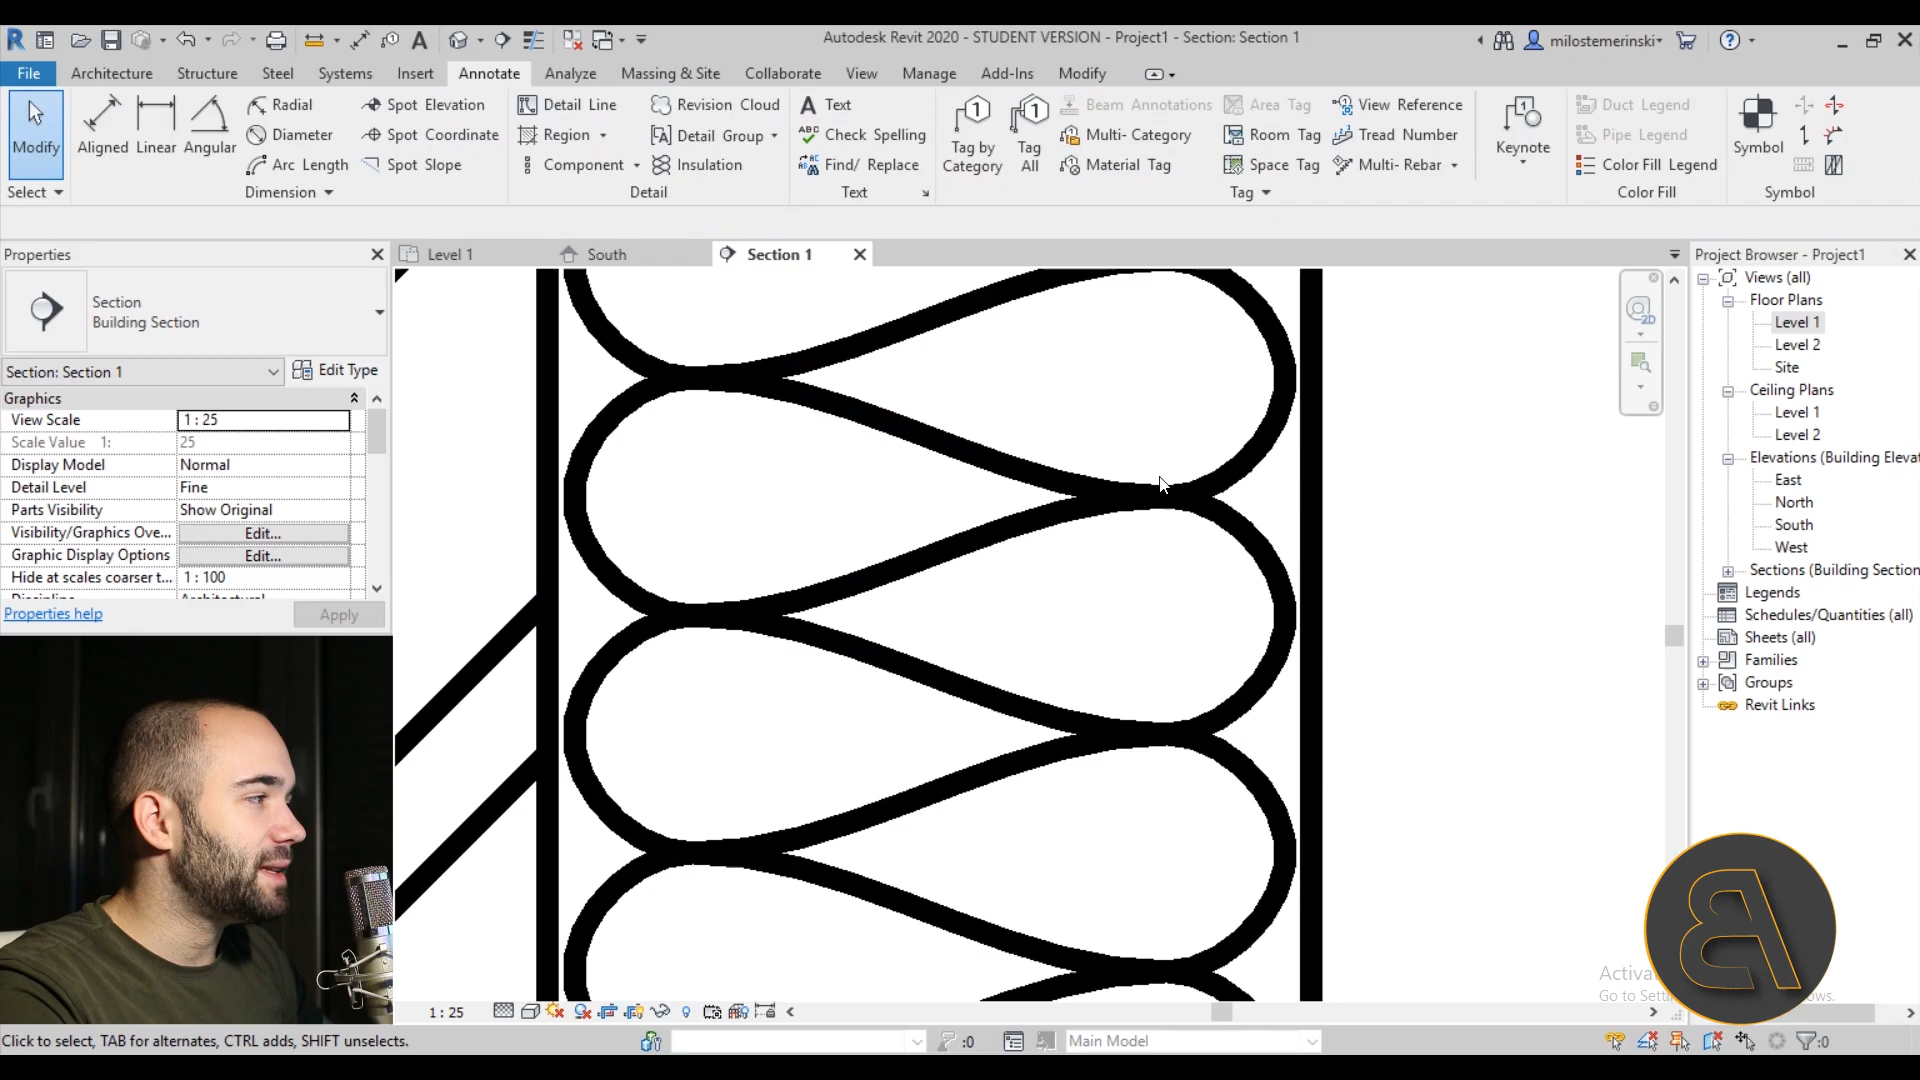 Autodesk Revit 2020 - STUDENT VERSION - Project1 - Section: Section 1
milostemerinski
File Architecture Structure Steel Systems Insert Annotate Analyze Massing & Site Collaborate View Manage Add-Ins Modify
Modify
Select
Aligned Linear Angular
Radial
Diameter
Arc Length
Spot Elevation
Spot Coordinate
Spot Slope
Dimension
Detail Line
Region
Component
Revision Cloud
Detail Group
Insulation
Detail
Text
Check Spelling
Find/ Replace
Text
Tag by Category
Tag All
Beam Annotations
Multi- Category
Material Tag
Area Tag
Room Tag
Space Tag
View Reference
Tread Number
Multi- Rebar
Tag
Keynote
Duct Legend
Pipe Legend
Color Fill Legend
Color Fill
Symbol
Symbol
Properties
Section
Building Section
Section: Section 1
Edit Type
Graphics
View Scale 1 : 25
Scale Value 1: 25
Display Model Normal
Detail Level Fine
Parts Visibility Show Original
Visibility/Graphics Ove... Edit...
Graphic Display Options Edit...
Hide at scales coarser t... 1 : 100
Properties help
Apply
Level 1
South
Section 1
2D
Project Browser - Project1
Views (all)
Floor Plans
Level 1
Level 2
Site
Ceiling Plans
Level 1
Level 2
Elevations (Building Elevat
East
North
South
West
Sections (Building Section
Legends
Schedules/Quantities (all)
Sheets (all)
Families
Groups
Revit Links
1 : 25
Click to select, TAB for alternates, CTRL adds, SHIFT unselects.
:0
Main Model
:0